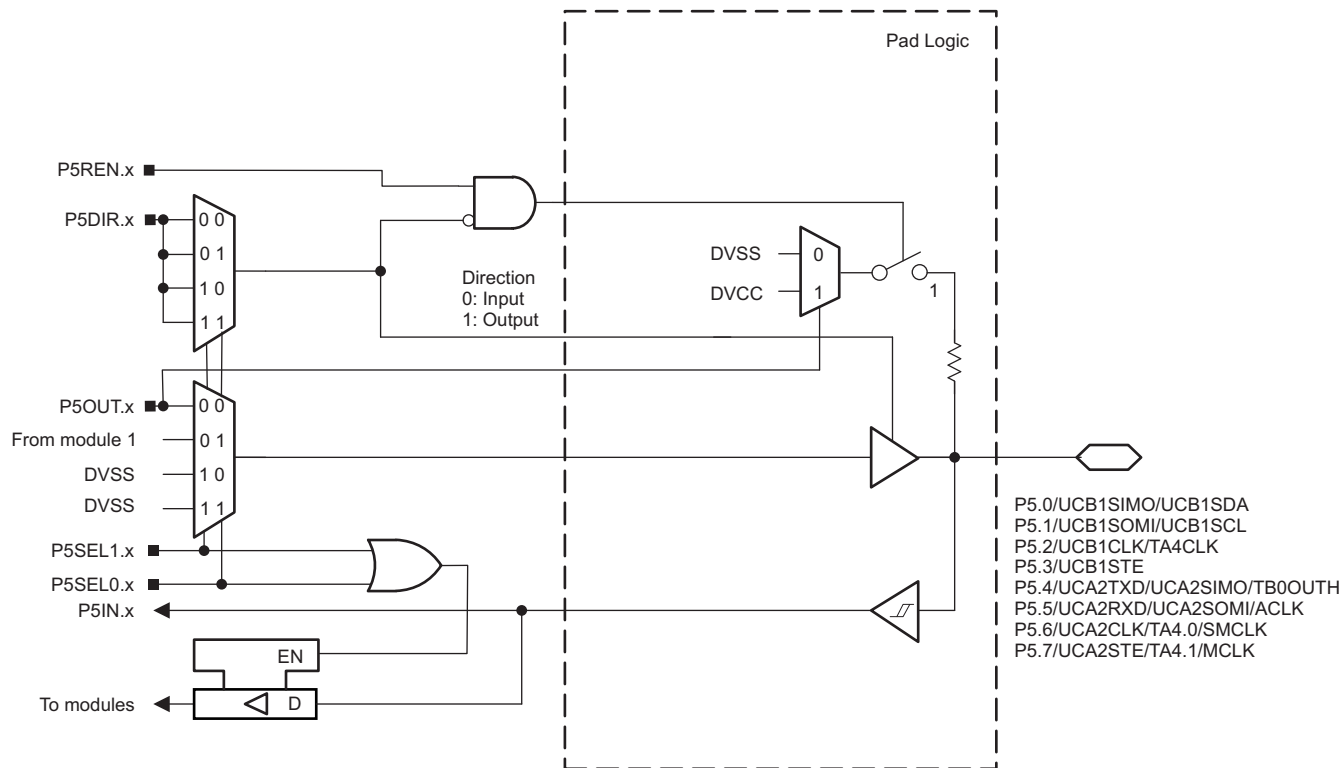 Pad Logic
P5REN.x
P5DIR.x
0 0
0 1
1 0
1 1
Direction
0: Input
1: Output
DVSS
0
DVCC
1
1
P5OUT.x
0 0
From module 1
0 1
DVSS
1 0
DVSS
1 1
P5SEL1.x
P5SEL0.x
P5IN.x
EN
To modules
D
P5.0/UCB1SIMO/UCB1SDA
P5.1/UCB1SOMI/UCB1SCL
P5.2/UCB1CLK/TA4CLK
P5.3/UCB1STE
P5.4/UCA2TXD/UCA2SIMO/TB0OUTH
P5.5/UCA2RXD/UCA2SOMI/ACLK
P5.6/UCA2CLK/TA4.0/SMCLK
P5.7/UCA2STE/TA4.1/MCLK